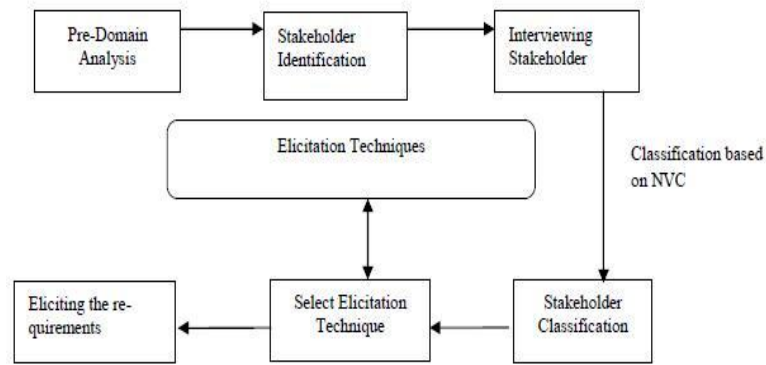 Pre-Domain
Analysis
Stakeholder
Identification
Interviewing
Stakeholder
Elicitation Techniques
Classification based
on NVC
Eliciting the re-
quirements
Select Elicitation
Technique
Stakeholder
Classification